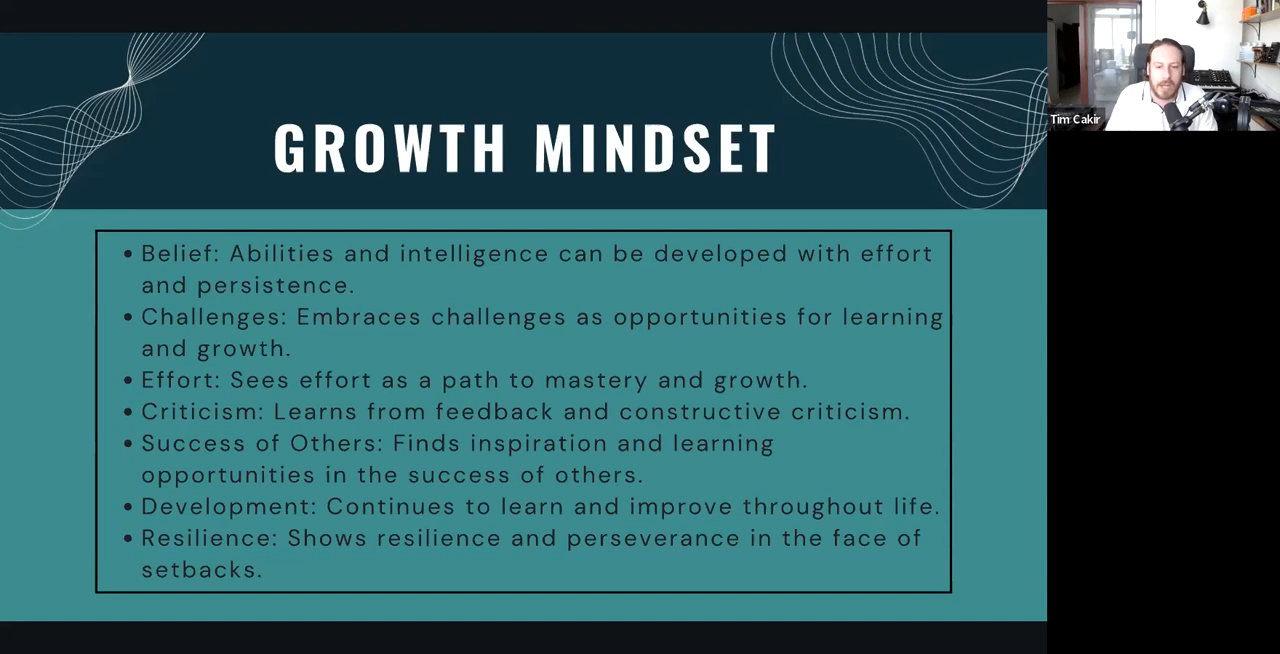 GROWTH MINDSET
• Belief: Abilities and intelligence can be developed with effort
and persistence.
• Challenges: Embraces challenges as opportunities for learning
and growth.
• Effort: Sees effort as a path to mastery and growth.
• Criticism: Learns from feedback and constructive criticism.
• Success of Others: Finds inspiration and learning
opportunities in the success of others.
• Development: Continues to learn and improve throughout life.
• Resilience: Shows resilience and perseverance in the face of
setbacks.
Tim Cakir